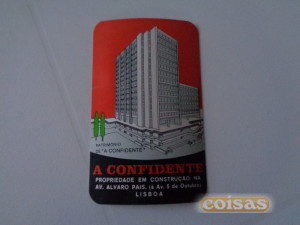 PATRIMÓNIO
DE "A CONFIDENTE"
A CONFIDENTE
PROPRIEDADE EM CONSTRUÇÃO NA
AV. ALVARO PAIS, (à Av. 5 de Outubro)
LISBOA
coisas